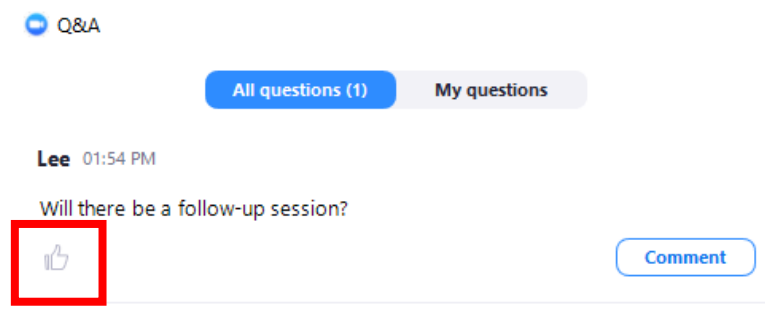 Q&A
All questions (1) My questions
Lee 01:54 PM
Will there be a follow-up session?
Comment